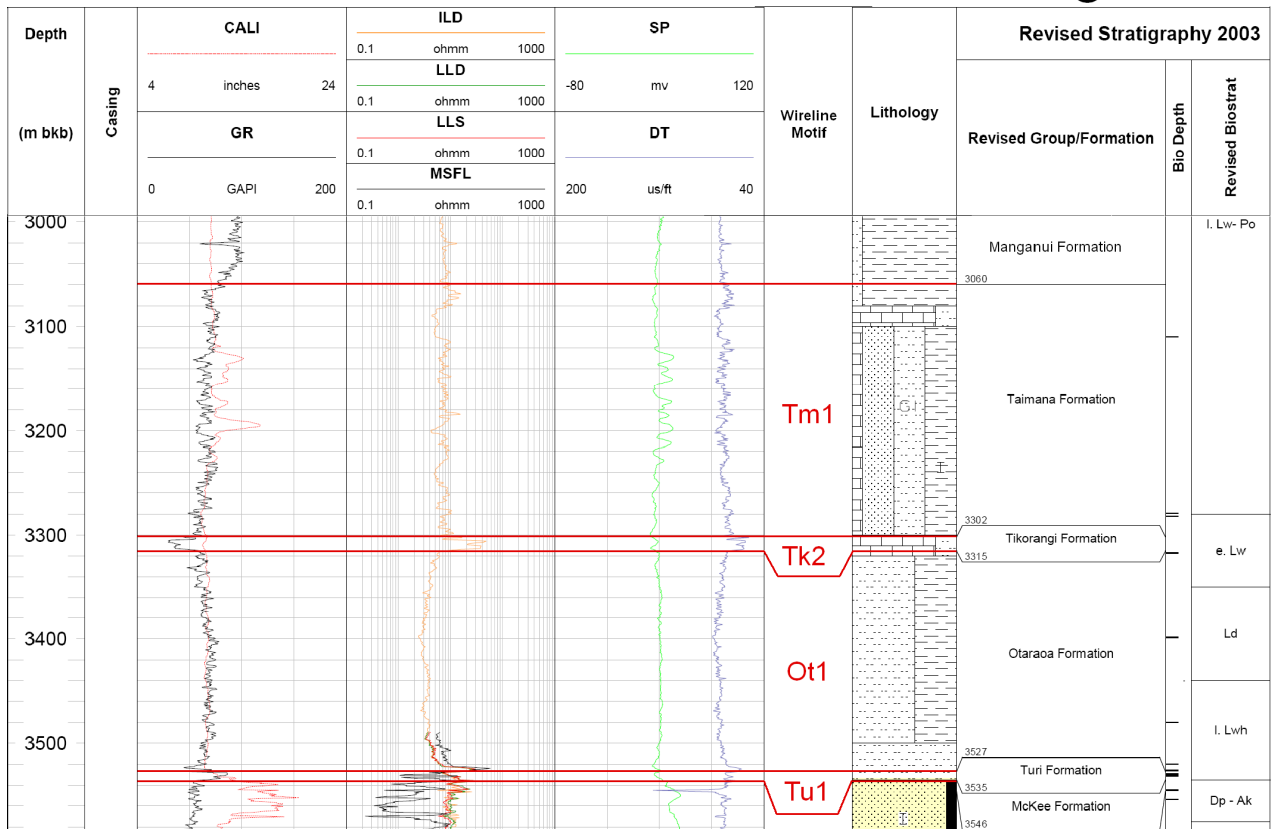 Depth
(m bkb)
Casing
CALI
4 inches 24
GR
0 GAPI 200
ILD
0.1 ohmm 1000
LLD
0.1 ohmm 1000
LLS
0.1 ohmm 1000
MSFL
0.1 ohmm 1000
SP
-80 mv 120
DT
200 us/ft 40
Wireline
Motif
Lithology
Revised Stratigraphy 2003
Revised Group/Formation
Bio Depth
Revised Biostrat
3000
3100
3200
3300
3400
3500
Tm1
Tk2
Ot1
Tu1
GI
I
I
Manganui Formation
3060
Taimana Formation
3302
Tikorangi Formation
3315
Otaraoa Formation
3527
Turi Formation
3535
McKee Formation
3546
l. Lw- Po
e. Lw
Ld
l. Lwh
Dp - Ak